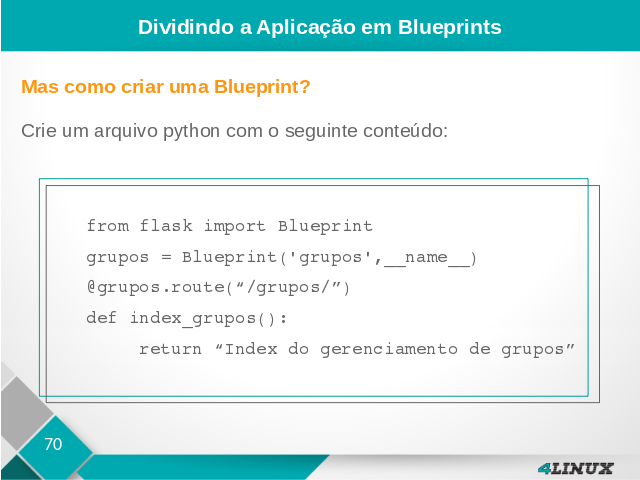 Dividindo a Aplicação em Blueprints
Mas como criar uma Blueprint?
Crie um arquivo python com o seguinte conteúdo:
from flask import Blueprint
grupos = Blueprint('grupos',__name__)
@grupos.route(“/grupos/”)
def index_grupos():
return “Index do gerenciamento de grupos”
70
4LINUX